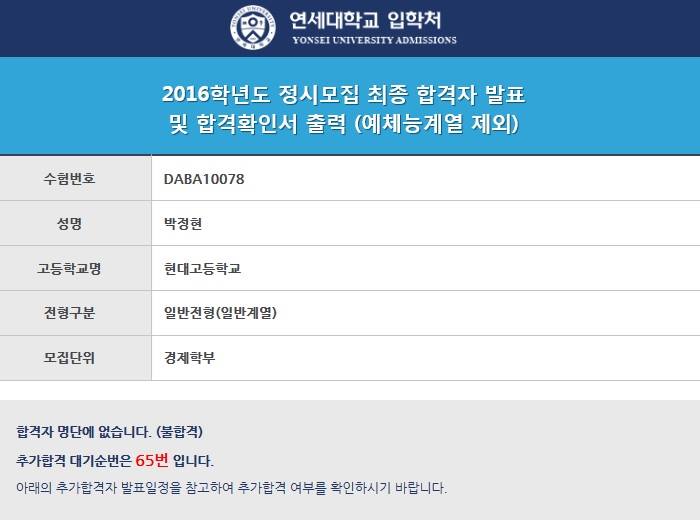 연세대학교 입학처
YONSEI UNIVERSITY ADMISSIONS
2016학년도 정시모집 최종 합격자 발표
및 합격확인서 출력 (예체능계열 제외)
수험번호 DABA10078
성명 박정현
고등학교명 현대고등학교
전형구분 일반전형(일반계열)
모집단위 경제학부
합격자 명단에 없습니다. (불합격)
추가합격 대기순번은 65번 입니다.
아래의 추가합격자 발표일정을 참고하여 추가합격 여부를 확인하시기 바랍니다.